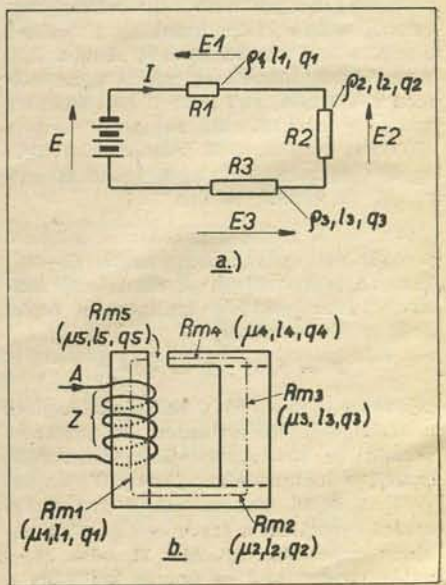 E1
ρ1, l1, q1
I
R1
ρ2, l2, q2
E
R2
E2
R3
E3
ρ3, l3, q3
a.)
Rm5
(μ5, l5, q5)
Rm4 (μ4, l4, q4)
A
Z
Rm3
(μ3, l3, q3)
Rm1
(μ1, l1, q1)
Rm2
(μ2, l2, q2)
b.